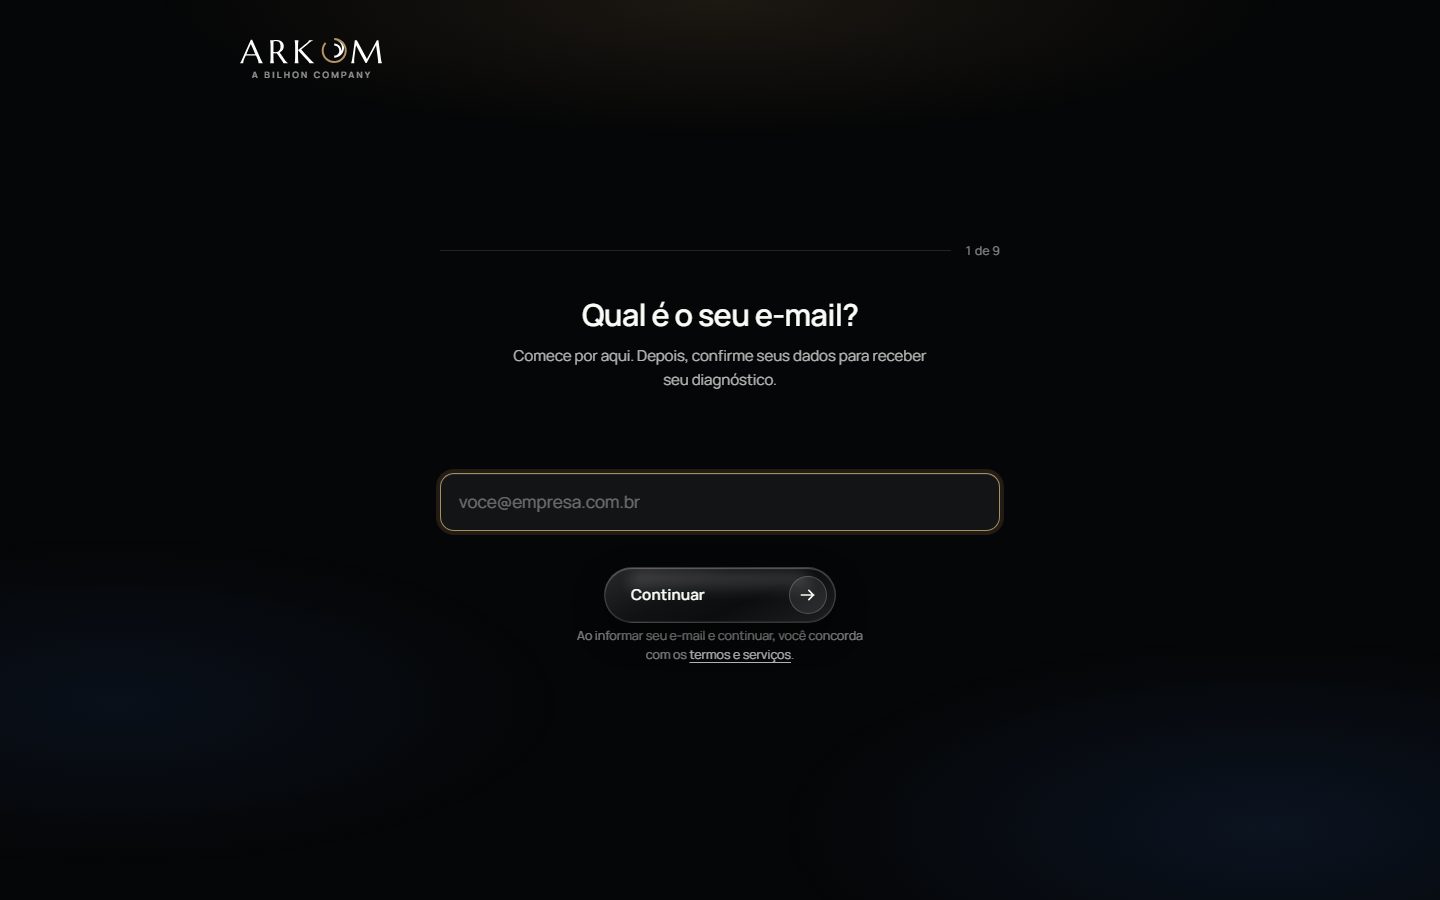 ARKOM
A BILHON COMPANY
1 de 9
Qual é o seu e-mail?
Comece por aqui. Depois, confirme seus dados para receber
seu diagnóstico.
voce@empresa.com.br
Continuar
Ao informar seu e-mail e continuar, você concorda
com os termos e serviços.